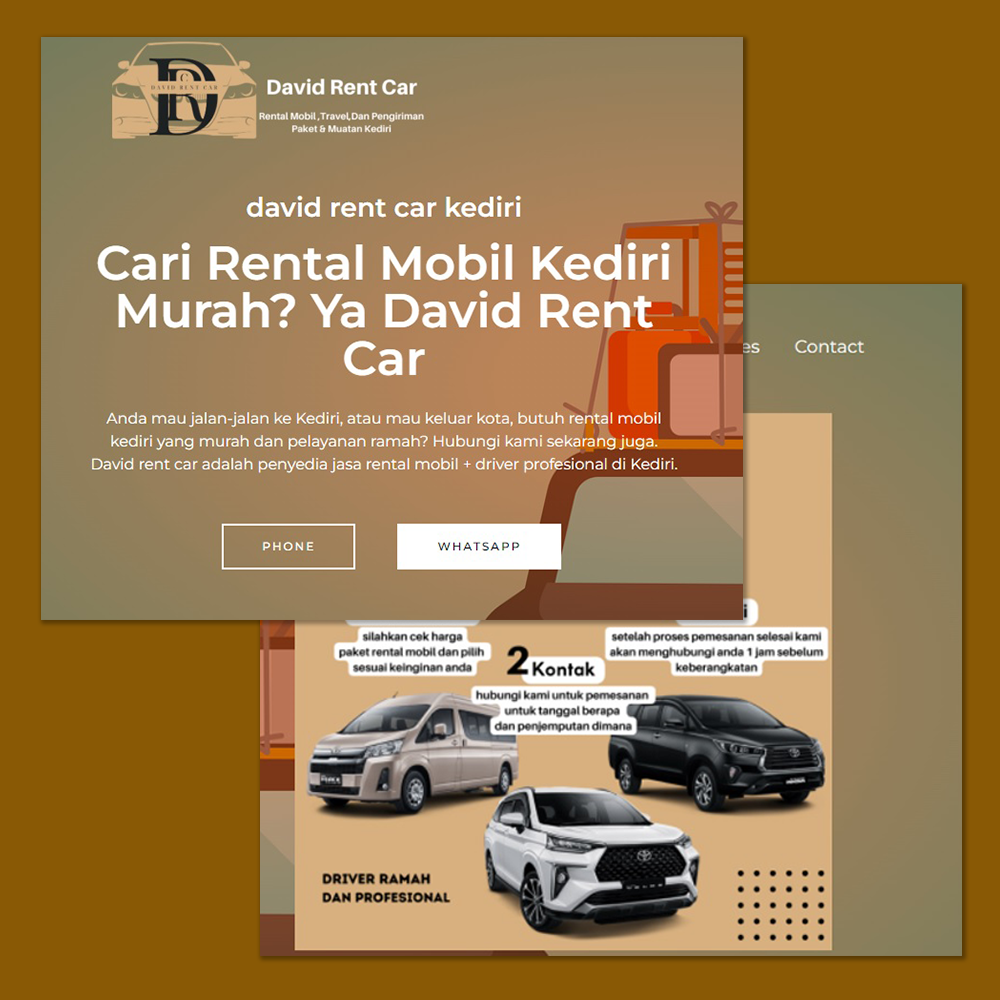 DAVID RENT CAR
David Rent Car
Rental Mobil ,Travel,Dan Pengiriman
Paket & Muatan Kediri
david rent car kediri
Cari Rental Mobil Kediri
Murah? Ya David Rent
Car
Anda mau jalan-jalan ke Kediri, atau mau keluar kota, butuh rental mobil
kediri yang murah dan pelayanan ramah? Hubungi kami sekarang juga.
David rent car adalah penyedia jasa rental mobil + driver profesional di Kediri.
PHONE
WHATSAPP
es
Contact
silahkan cek harga
paket rental mobil dan pilih
sesuai keinginan anda
2 Kontak
hubungi kami untuk pemesanan
untuk tanggal berapa
dan penjemputan dimana
setelah proses pemesanan selesai kami
akan menghubungi anda 1 jam sebelum
keberangkatan
DRIVER RAMAH
DAN PROFESIONAL